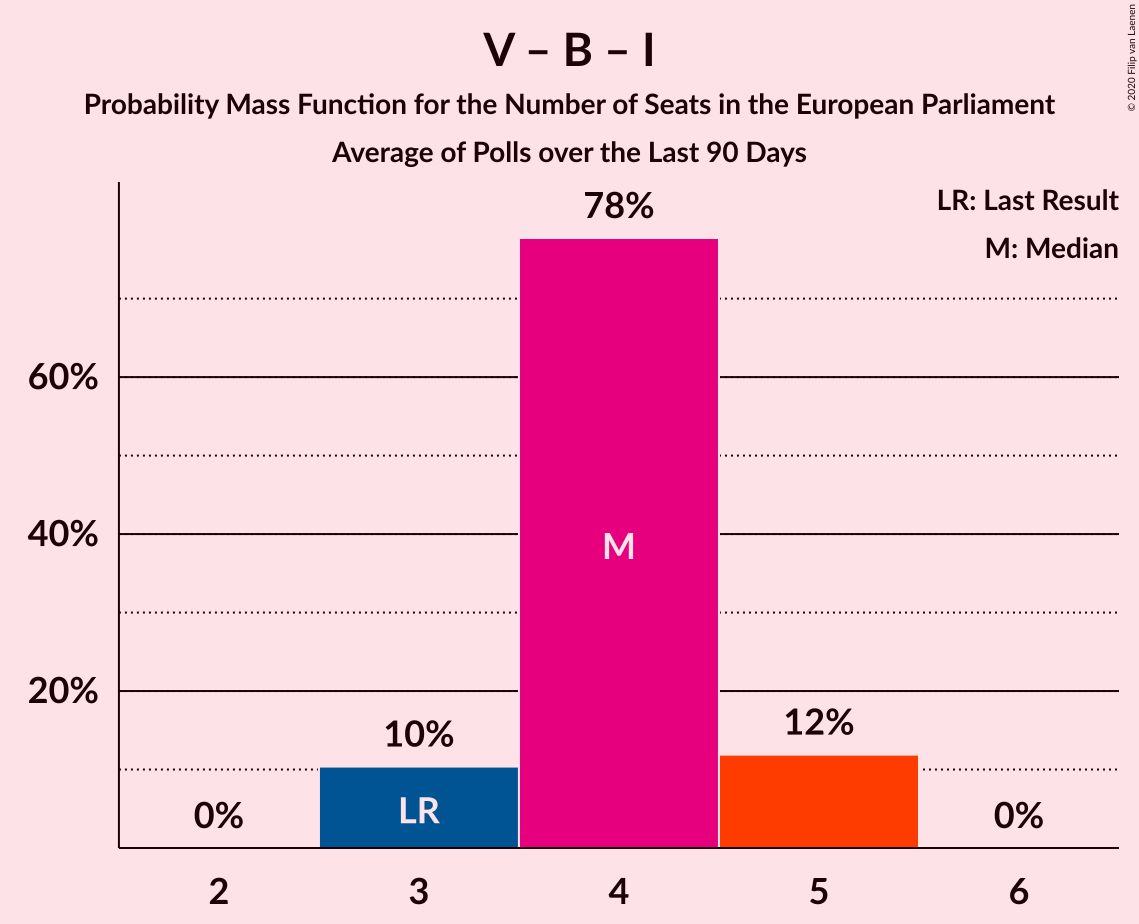 V – B – I
Probability Mass Function for the Number of Seats in the European Parliament
Average of Polls over the Last 90 Days
© 2020 Filip van Laenen
LR: Last Result
M: Median
78%
60%
40%
M
20%
10%
12%
LR
0%
0%
2
3
4
5
6